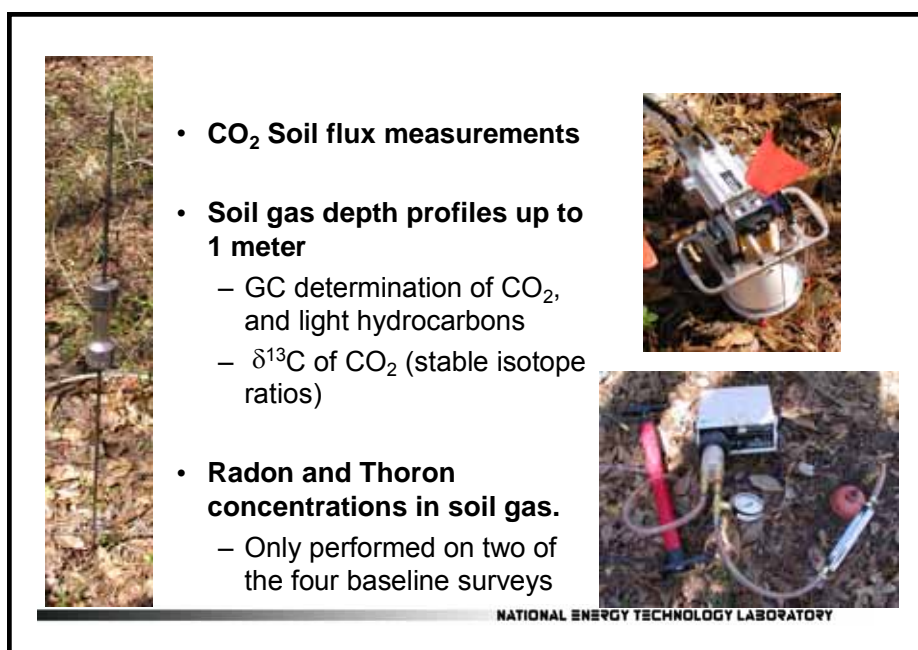 • CO₂ Soil flux measurements
• Soil gas depth profiles up to
1 meter
– GC determination of CO₂,
and light hydrocarbons
– δ¹³C of CO₂ (stable isotope
ratios)
• Radon and Thoron
concentrations in soil gas.
– Only performed on two of
the four baseline surveys
NATIONAL ENERGY TECHNOLOGY LABORATORY